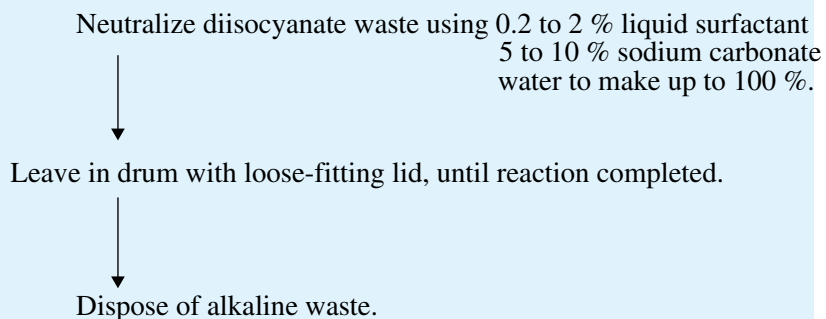 Neutralize diisocyanate waste using 0.2 to 2 % liquid surfactant
5 to 10 % sodium carbonate
water to make up to 100 %.
Leave in drum with loose-fitting lid, until reaction completed.
Dispose of alkaline waste.